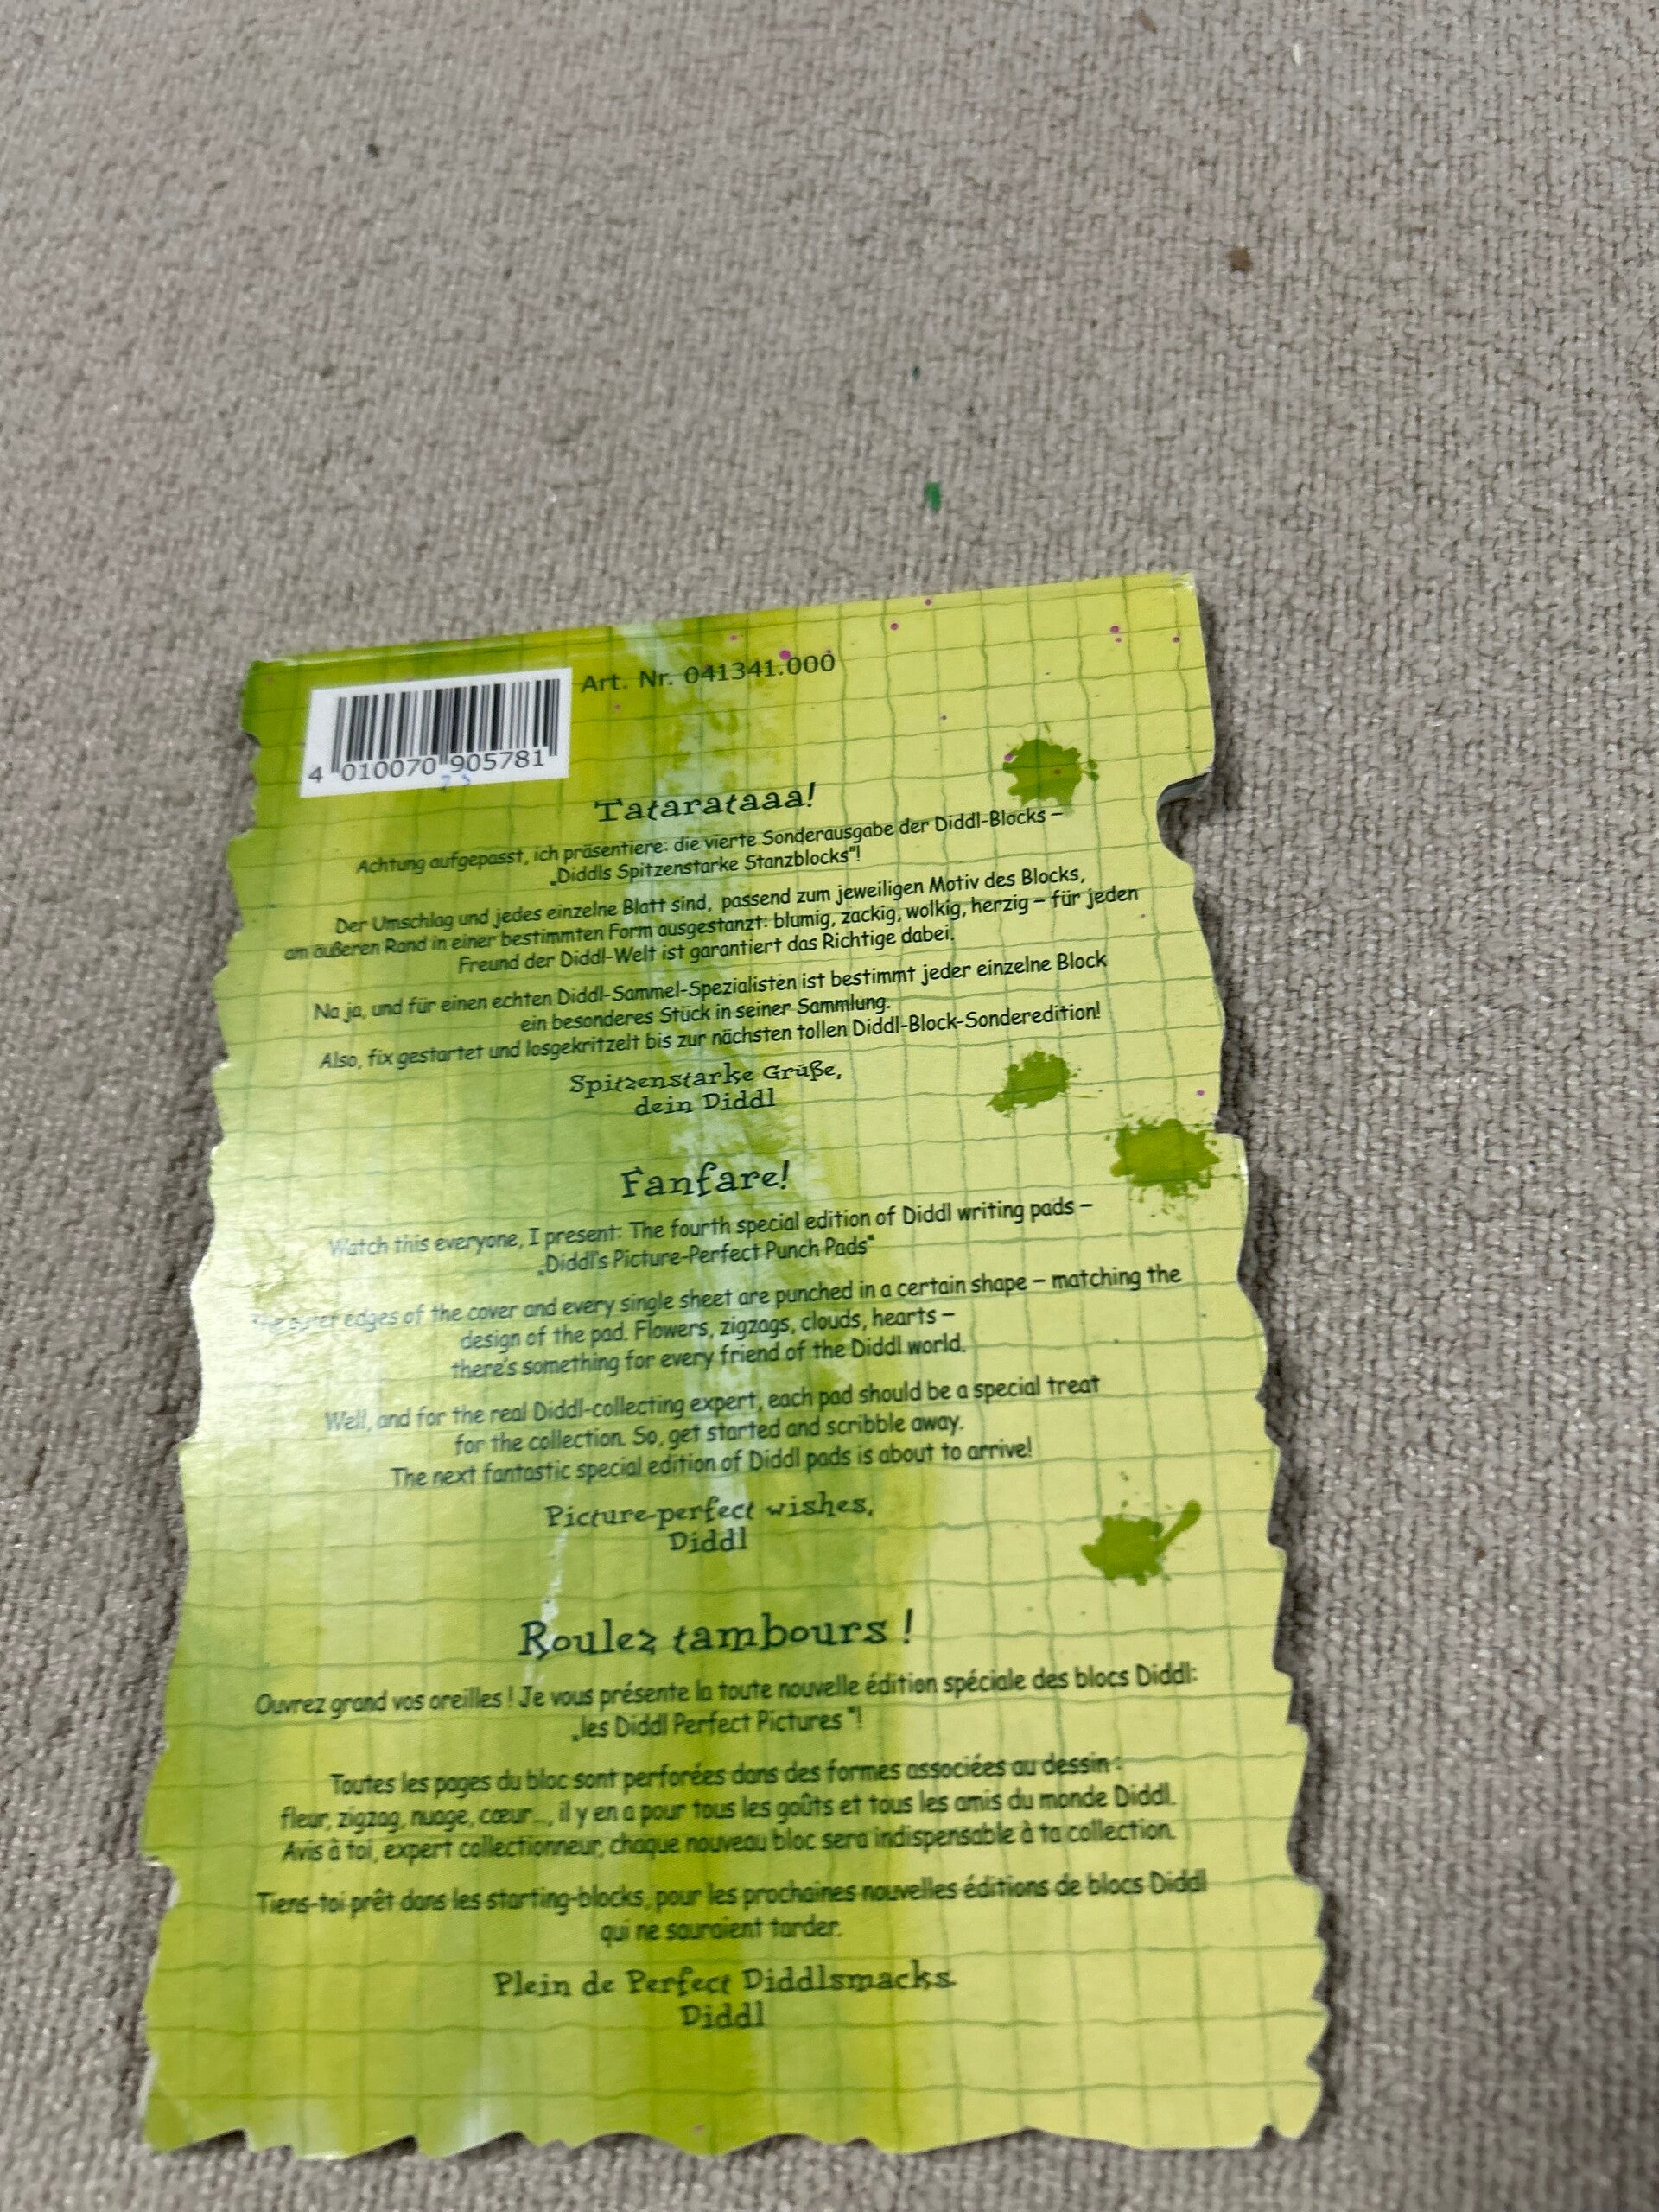 Art. Nr. 041341.000
4 010070 905781
Tatarataaa!
Achtung aufgepasst, ich präsentiere: die vierte Sonderausgabe der Diddl-Blocks –
„Diddls Spitzenstarke Stanzblocks"!
Der Umschlag und jedes einzelne Blatt sind, passend zum jeweiligen Motiv des Blocks,
am äußeren Rand in einer bestimmten Form ausgestanzt: blumig, zackig, wolkig, herzig – für jeden
Freund der Diddl-Welt ist garantiert das Richtige dabei.
Na ja, und für einen echten Diddl-Sammel-Spezialisten ist bestimmt jeder einzelne Block
ein besonderes Stück in seiner Sammlung.
Also, fix gestartet und losgekritzelt bis zur nächsten tollen Diddl-Block-Sonderedition!
Spitzenstarke Grüße,
dein Diddl
Fanfare!
Watch this everyone, I present: The fourth special edition of Diddl writing pads –
„Diddl's Picture-Perfect Punch Pads"
The outer edges of the cover and every single sheet are punched in a certain shape – matching the
design of the pad. Flowers, zigzags, clouds, hearts –
there's something for every friend of the Diddl world.
Well, and for the real Diddl-collecting expert, each pad should be a special treat
for the collection. So, get started and scribble away.
The next fantastic special edition of Diddl pads is about to arrive!
Picture-perfect wishes,
Diddl
Roulez tambours !
Ouvrez grand vos oreilles ! Je vous présente la toute nouvelle édition spéciale des blocs Diddl:
„les Diddl Perfect Pictures "!
Toutes les pages du bloc sont perforées dans des formes associées au dessin :
fleur, zigzag, nuage, cœur..., il y en a pour tous les goûts et tous les amis du monde Diddl.
Avis à toi, expert collectionneur, chaque nouveau bloc sera indispensable à ta collection.
Tiens-toi prêt dans les starting-blocks, pour les prochaines nouvelles éditions de blocs Diddl
qui ne sauraient tarder.
Plein de Perfect Diddlsmacks
Diddl